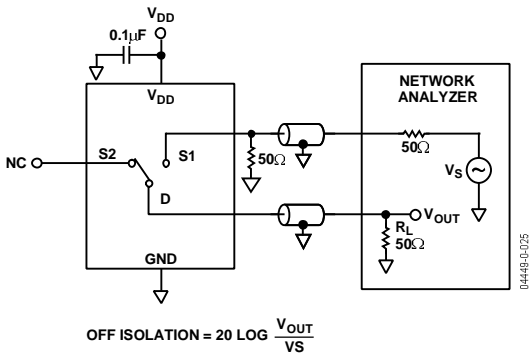 VDD
0.1μF
VDD
NC
S2
S1
D
GND
50Ω
NETWORK
ANALYZER
50Ω
VS
VOUT
RL
50Ω
OFF ISOLATION = 20 LOG VOUT
VS
04449-0-025